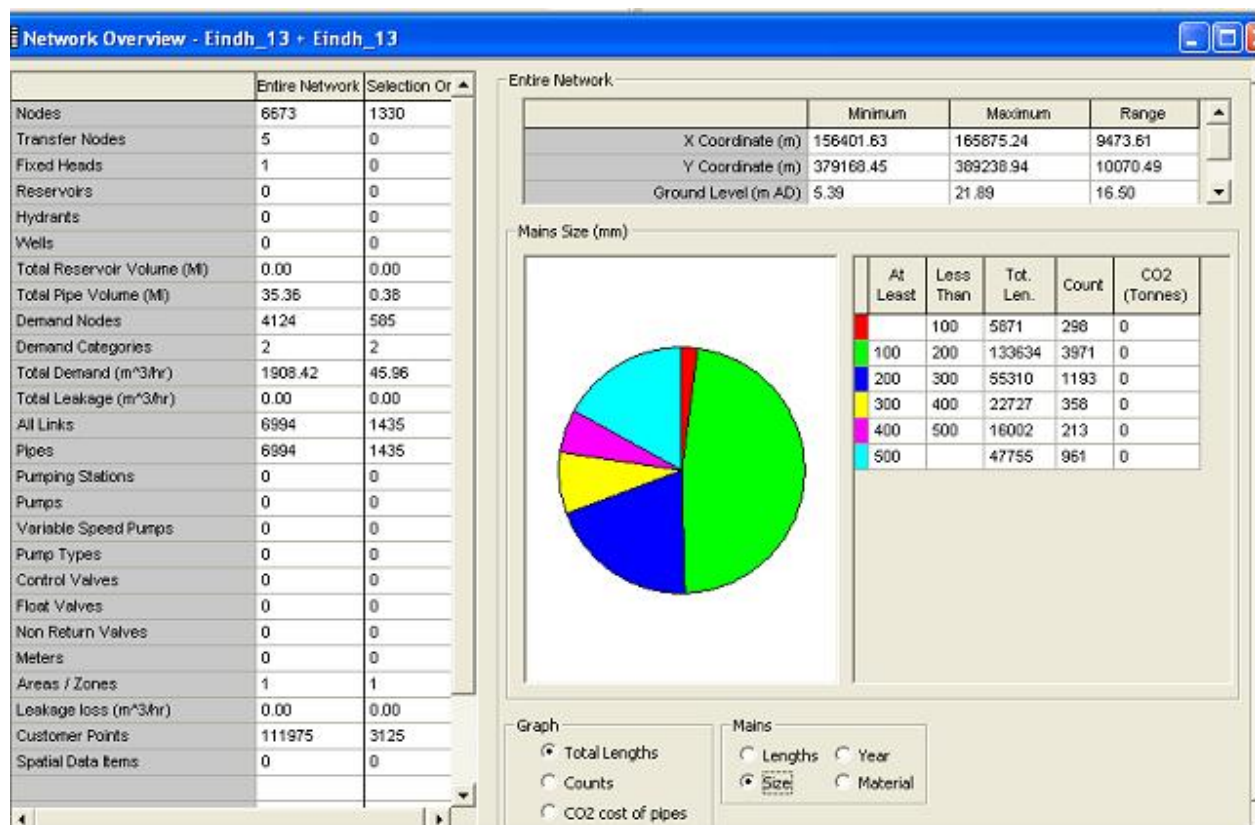 Network Overview - Eindh_13 + Eindh_13
Entire Network Selection Or
Nodes 6673 1330
Transfer Nodes 5 0
Fixed Heads 1 0
Reservoirs 0 0
Hydrants 0 0
Wells 0 0
Total Reservoir Volume (Ml) 0.00 0.00
Total Pipe Volume (Ml) 35.36 0.38
Demand Nodes 4124 585
Demand Categories 2 2
Total Demand (m^3/hr) 1908.42 45.96
Total Leakage (m^3/hr) 0.00 0.00
All Links 6994 1435
Pipes 6994 1435
Pumping Stations 0 0
Pumps 0 0
Variable Speed Pumps 0 0
Pump Types 0 0
Control Valves 0 0
Float Valves 0 0
Non Return Valves 0 0
Meters 0 0
Areas / Zones 1 1
Leakage loss (m^3/hr) 0.00 0.00
Customer Points 111975 3125
Spatial Data Items 0 0
Entire Network
Minimum Maximum Range
X Coordinate (m) 156401.63 165875.24 9473.61
Y Coordinate (m) 379168.45 389238.94 10070.49
Ground Level (m AD) 5.39 21.89 16.50
Mains Size (mm)
At Least Less Than Tot. Len. Count CO2 (Tonnes)
100 5871 298 0
100 200 133634 3971 0
200 300 55310 1193 0
300 400 22727 358 0
400 500 16002 213 0
500 47755 961 0
Graph
Total Lengths
Counts
CO2 cost of pipes
Mains
Lengths Year
Size Material